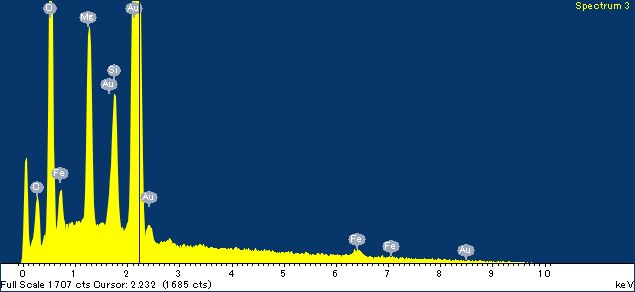 Spectrum 3
O
Au
Mg
Si
Au
Fe
O
Au
Fe
Fe
Au
0 1 2 3 4 5 6 7 8 9 10
Full Scale 1707 cts Cursor: 2.232 (1685 cts) keV